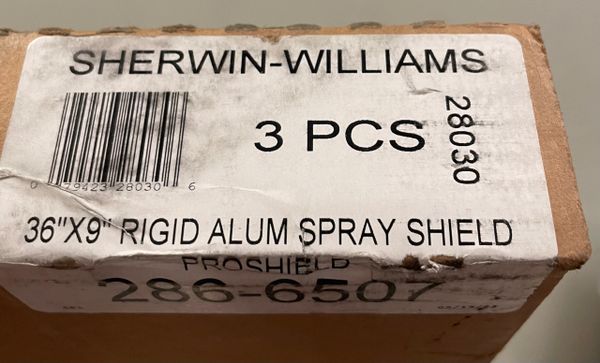 SHERWIN-WILLIAMS
3 PCS
28030
0 79423 28030 6
36"X9" RIGID ALUM SPRAY SHIELD
PROSHIELD
286-6507